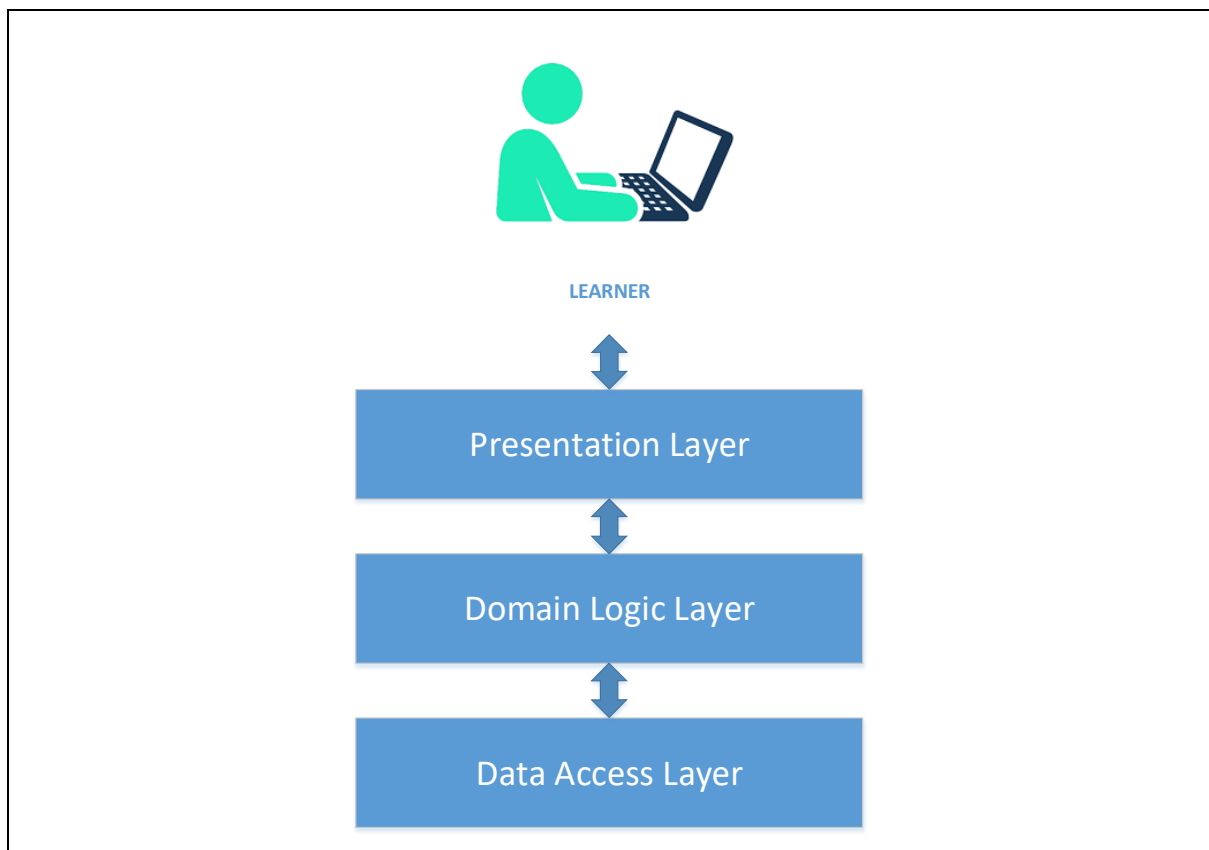 LEARNER
Presentation Layer
Domain Logic Layer
Data Access Layer